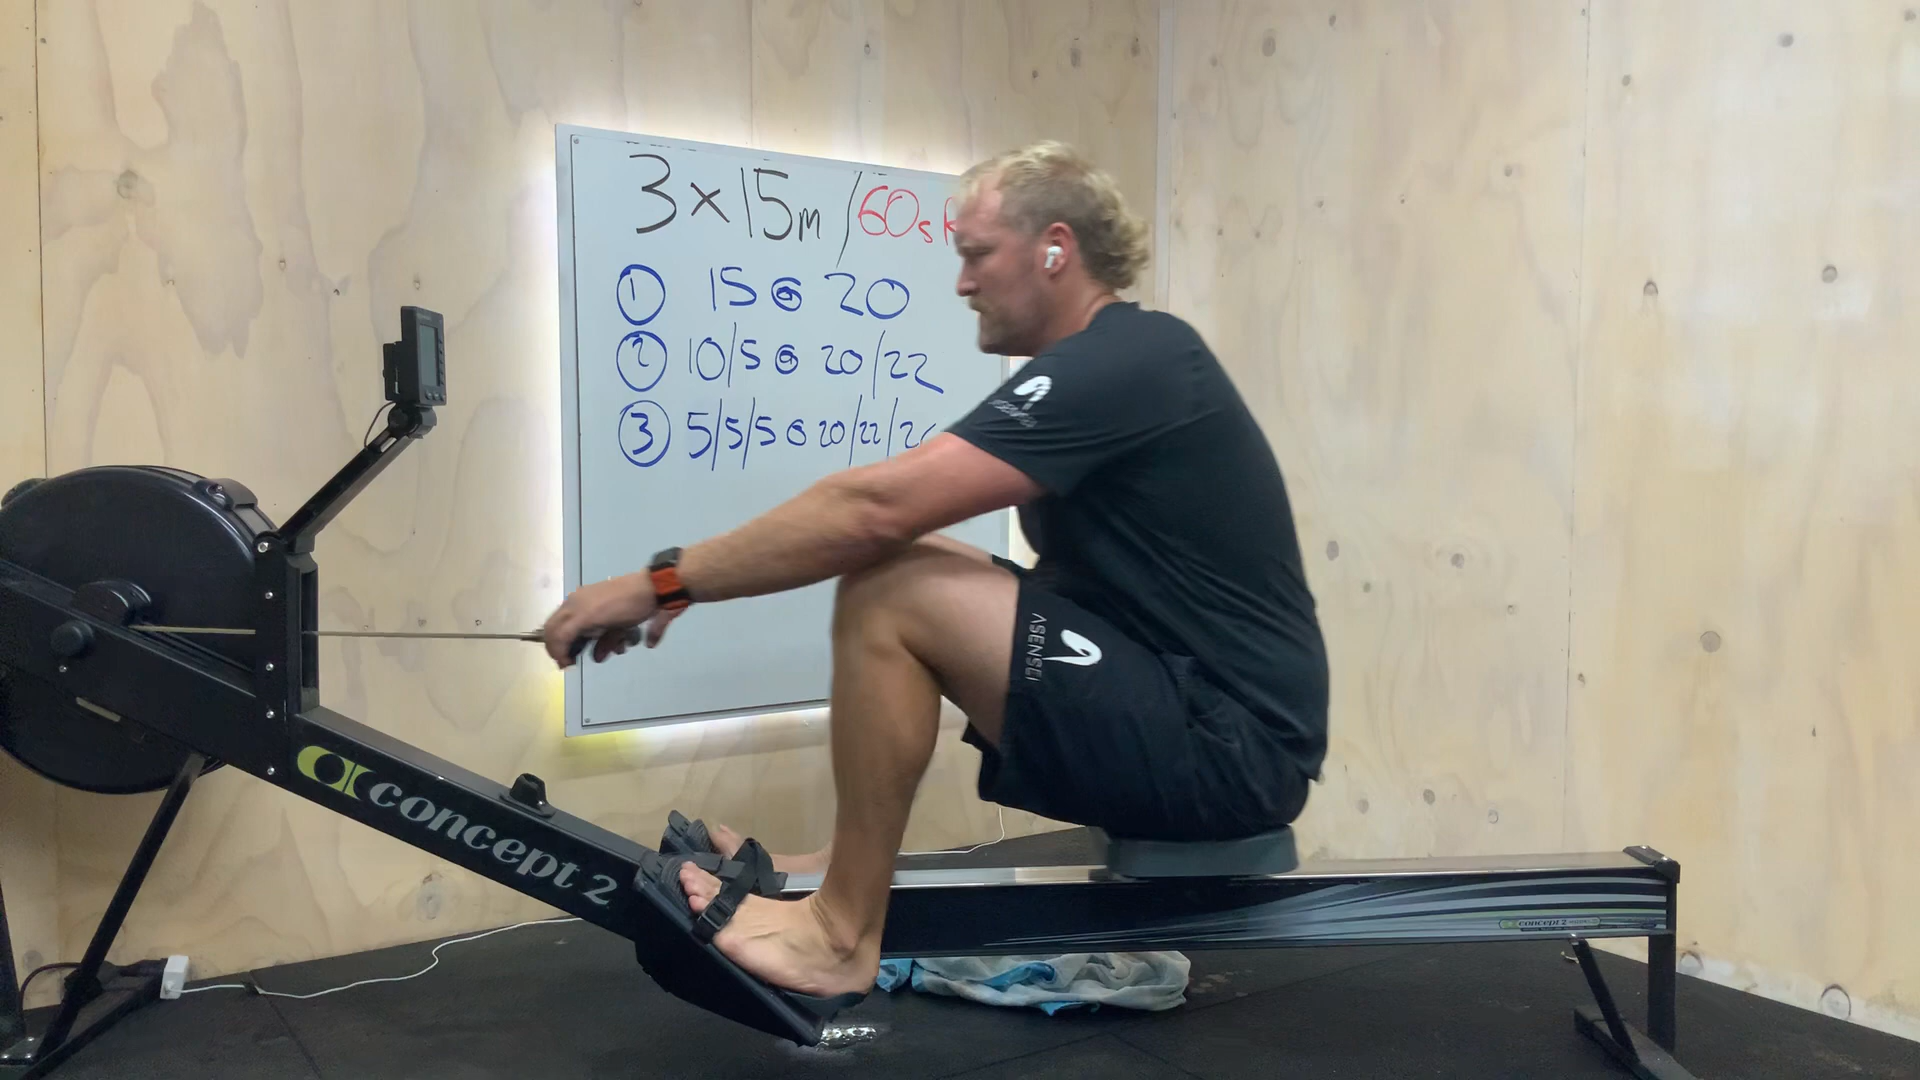 3 x 15m / 60s R
① 15 @ 20
② 10/5 @ 20/22
③ 5/5/5 @ 20/22/2
ASENSEI
concept 2
concept 2